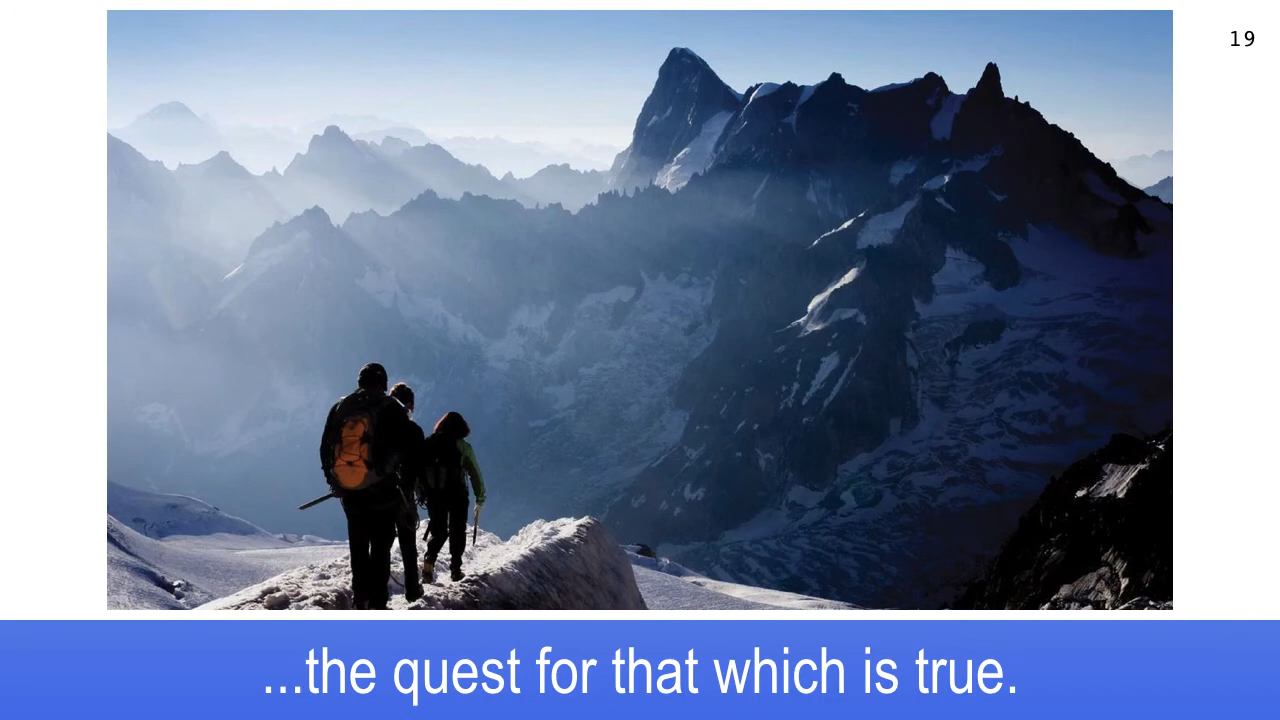 19
...the quest for that which is true.